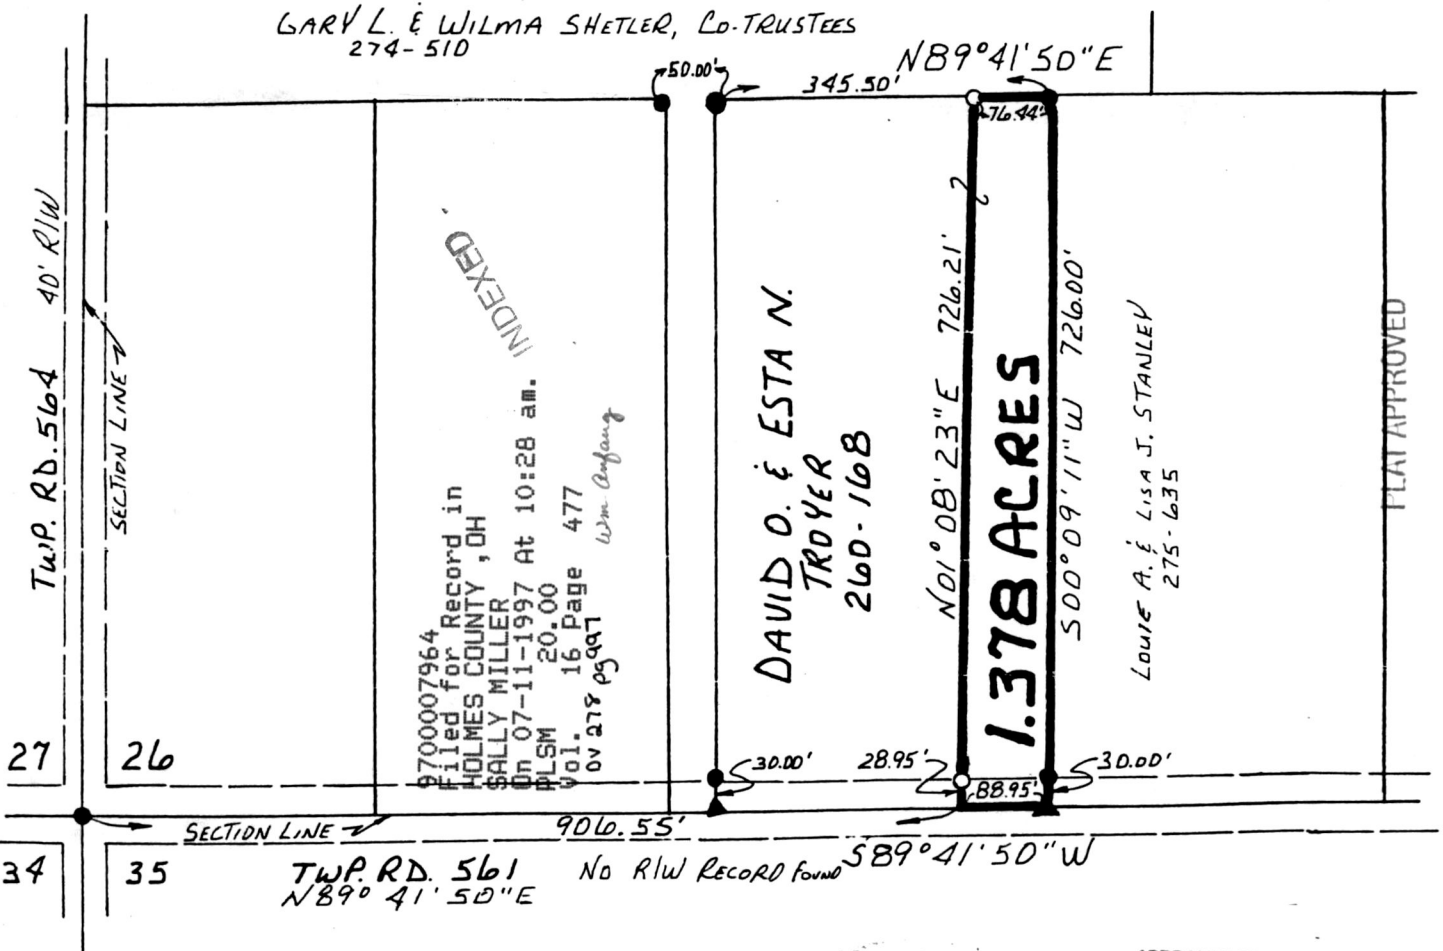 GARY L. & WILMA SHETLER, CO-TRUSTEES
274-510
N89°41'50"E
50.00'
345.50'
76.44'
TWP. RD. 564 40' R/W
SECTION LINE
INDEXED
9700007964
Filed for Record in
HOLMES COUNTY ,OH
SALLY MILLER
On 07-11-1997 At 10:28 am.
PLSM 20.00
Vol. 16 Page 477
OV 278 pg 997
DAVID O. & ESTA N.
TROYER
260-168
N01°08'23"E 726.21'
1.378 ACRES
S00°09'11"W 726.00'
LOUIE A. & LISA J. STANLEY
275-635
PLAT APPROVED
27
26
30.00'
28.95'
88.95'
30.00'
SECTION LINE
906.55'
34
35
TWP. RD. 561
N89°41'50"E
NO R/W RECORD FOUND
S89°41'50"W